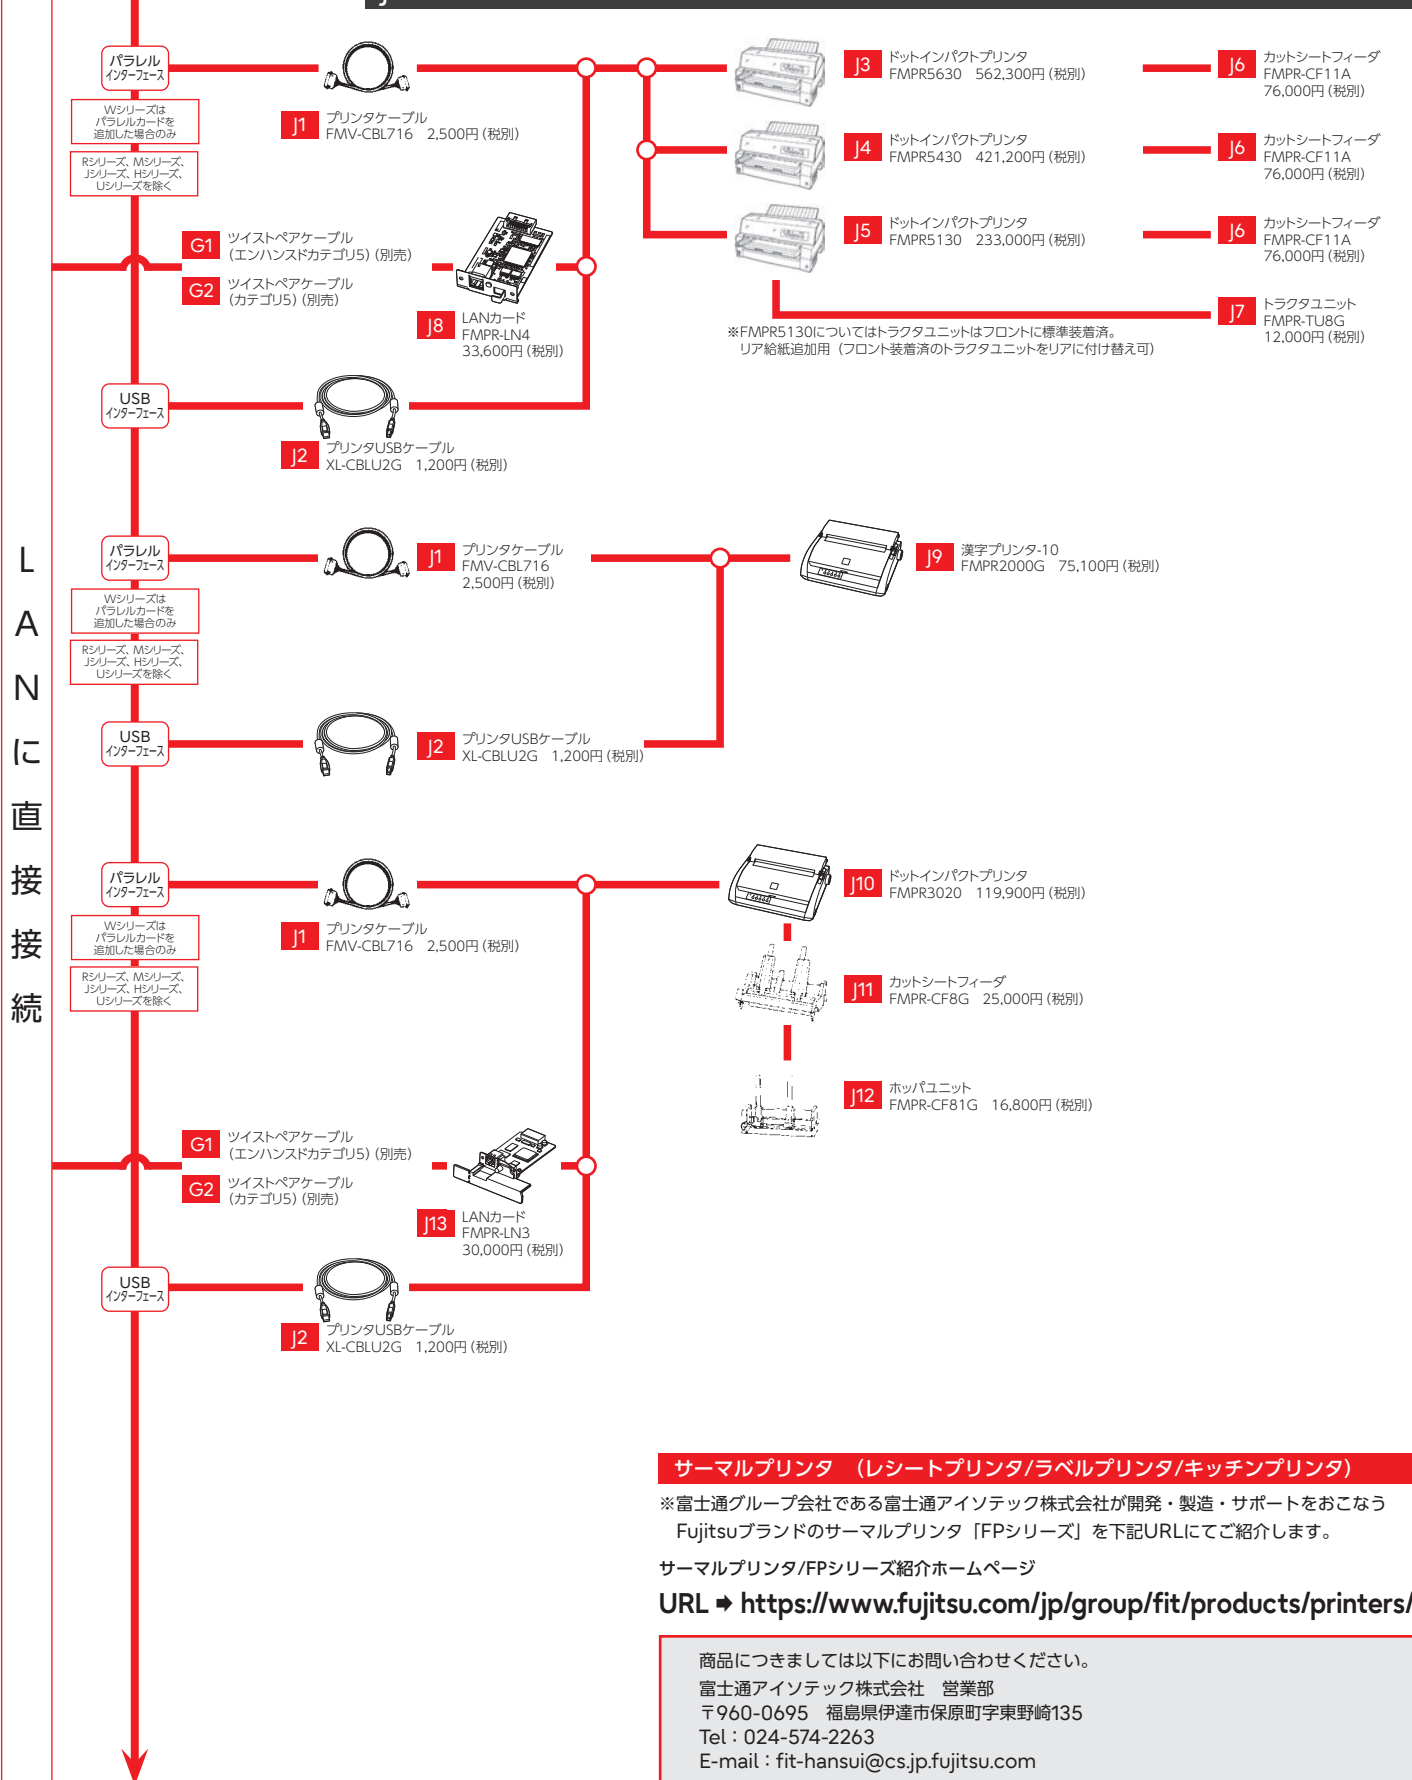 パラレル
インターフェース
Wシリーズは
パラレルカードを
追加した場合のみ
Rシリーズ、Mシリーズ、
Jシリーズ、Hシリーズ、
Uシリーズを除く
J1 プリンタケーブル
FMV-CBL716 2,500円（税別）
J3 ドットインパクトプリンタ
FMPR5630 562,300円（税別）
J6 カットシートフィーダ
FMPR-CF11A
76,000円（税別）
J4 ドットインパクトプリンタ
FMPR5430 421,200円（税別）
J6 カットシートフィーダ
FMPR-CF11A
76,000円（税別）
J5 ドットインパクトプリンタ
FMPR5130 233,000円（税別）
J6 カットシートフィーダ
FMPR-CF11A
76,000円（税別）
J7 トラクタユニット
FMPR-TU8G
12,000円（税別）
※FMPR5130についてはトラクタユニットはフロントに標準装着済。
リア給紙追加用（フロント装着済のトラクタユニットをリアに付け替え可）
G1 ツイストペアケーブル
（エンハンスドカテゴリ5）（別売）
G2 ツイストペアケーブル
（カテゴリ5）（別売）
J8 LANカード
FMPR-LN4
33,600円（税別）
USB
インターフェース
J2 プリンタUSBケーブル
XL-CBLU2G 1,200円（税別）
LANに直接接続
パラレル
インターフェース
Wシリーズは
パラレルカードを
追加した場合のみ
Rシリーズ、Mシリーズ、
Jシリーズ、Hシリーズ、
Uシリーズを除く
J1 プリンタケーブル
FMV-CBL716
2,500円（税別）
J9 漢字プリンタ-10
FMPR2000G 75,100円（税別）
USB
インターフェース
J2 プリンタUSBケーブル
XL-CBLU2G 1,200円（税別）
パラレル
インターフェース
Wシリーズは
パラレルカードを
追加した場合のみ
Rシリーズ、Mシリーズ、
Jシリーズ、Hシリーズ、
Uシリーズを除く
J1 プリンタケーブル
FMV-CBL716 2,500円（税別）
J10 ドットインパクトプリンタ
FMPR3020 119,900円（税別）
J11 カットシートフィーダ
FMPR-CF8G 25,000円（税別）
J12 ホッパユニット
FMPR-CF81G 16,800円（税別）
G1 ツイストペアケーブル
（エンハンスドカテゴリ5）（別売）
G2 ツイストペアケーブル
（カテゴリ5）（別売）
J13 LANカード
FMPR-LN3
30,000円（税別）
USB
インターフェース
J2 プリンタUSBケーブル
XL-CBLU2G 1,200円（税別）
サーマルプリンタ （レシートプリンタ/ラベルプリンタ/キッチンプリンタ）
※富士通グループ会社である富士通アイソテック株式会社が開発・製造・サポートをおこなう
Fujitsuブランドのサーマルプリンタ「FPシリーズ」を下記URLにてご紹介します。
サーマルプリンタ/FPシリーズ紹介ホームページ
URL ➡ https://www.fujitsu.com/jp/group/fit/products/printers/
商品につきましては以下にお問い合わせください。
富士通アイソテック株式会社 営業部
〒960-0695 福島県伊達市保原町字東野崎135
Tel：024-574-2263
E-mail：fit-hansui@cs.jp.fujitsu.com